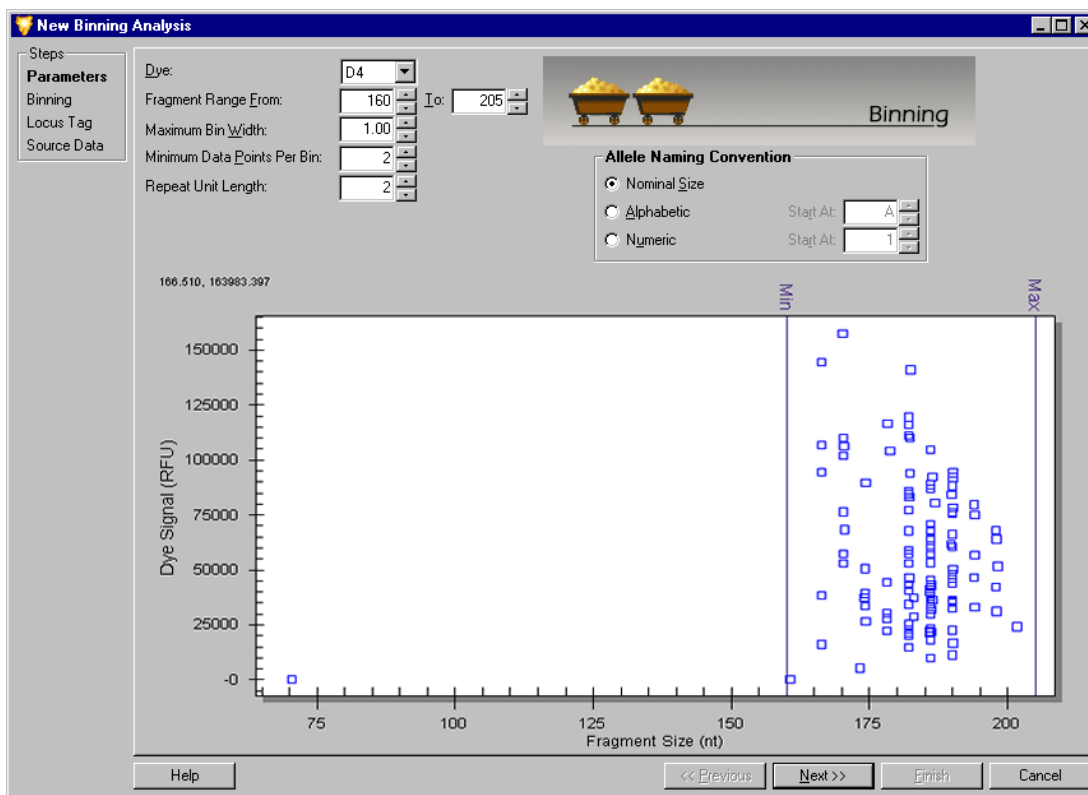 New Binning Analysis
Steps
Parameters
Binning
Locus Tag
Source Data
Dye: D4
Fragment Range From: 160 To: 205
Maximum Bin Width: 1.00
Minimum Data Points Per Bin: 2
Repeat Unit Length: 2
Binning
Allele Naming Convention
Nominal Size
Alphabetic Start At: A
Numeric Start At: 1
166.510, 163983.397
Min
Max
150000
125000
100000
75000
50000
25000
-0
Dye Signal (RFU)
75 100 125 150 175 200
Fragment Size (nt)
Help << Previous Next >> Finish Cancel